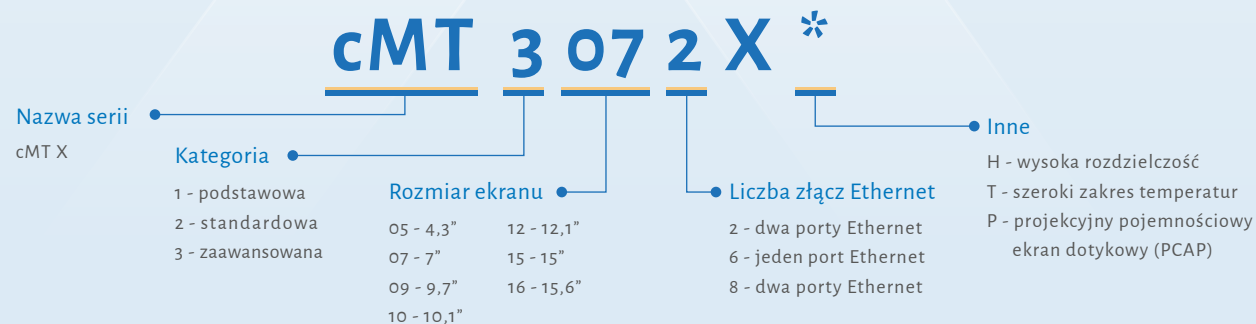 cMT 3 07 2 X *
Nazwa serii
cMT X
Kategoria
1 - podstawowa
2 - standardowa
3 - zaawansowana
Rozmiar ekranu
05 - 4,3”
07 - 7”
09 - 9,7”
10 - 10,1”
12 - 12,1”
15 - 15”
16 - 15,6”
Liczba złącz Ethernet
2 - dwa porty Ethernet
6 - jeden port Ethernet
8 - dwa porty Ethernet
Inne
H - wysoka rozdzielczość
T - szeroki zakres temperatur
P - projekcyjny pojemnościowy
ekran dotykowy (PCAP)